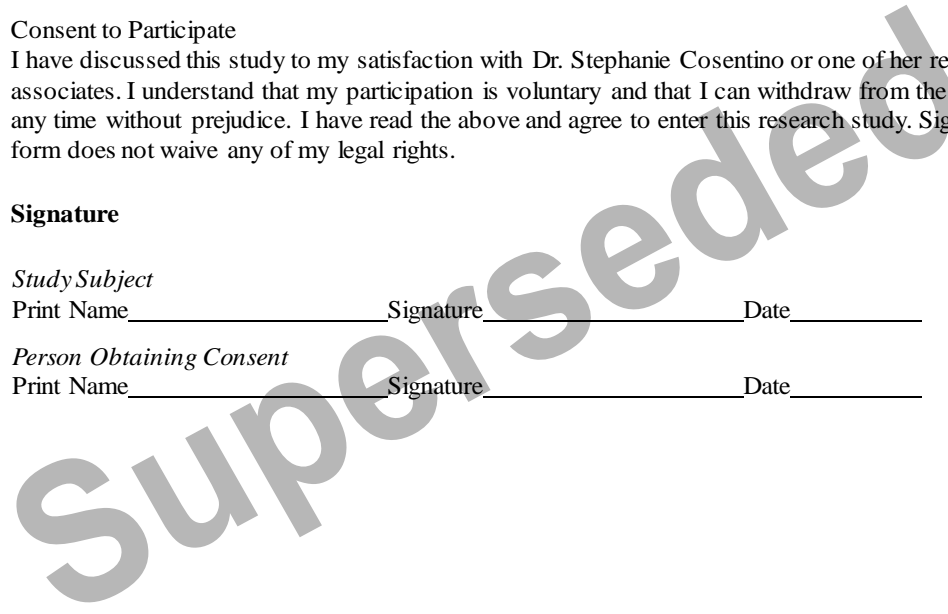 Consent to Participate
I have discussed this study to my satisfaction with Dr. Stephanie Cosentino or one of her re
associates. I understand that my participation is voluntary and that I can withdraw from the
any time without prejudice. I have read the above and agree to enter this research study. Sig
form does not waive any of my legal rights.
Signature
Study Subject
Print Name Signature Date
Person Obtaining Consent
Print Name Signature Date
Superseded